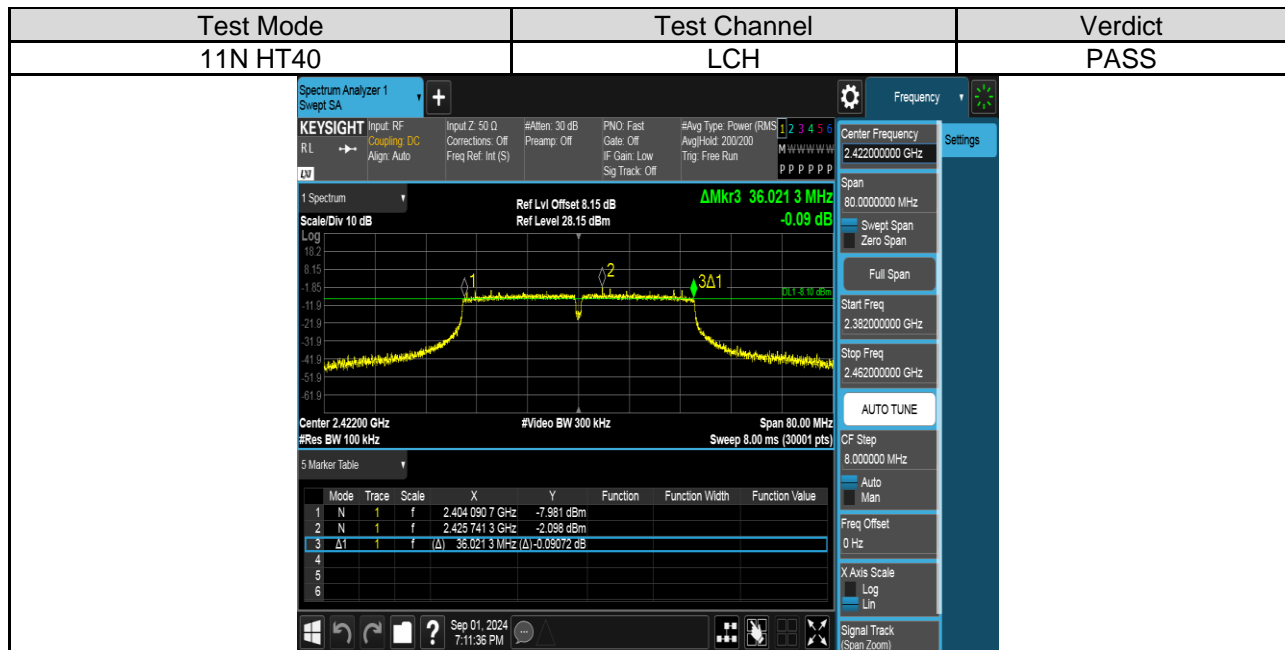 Test Mode Test Channel Verdict
11N HT40 LCH PASS
Spectrum Analyzer 1
Swept SA
+
Frequency
KEYSIGHT
RL
LXI
Input: RF
Coupling: DC
Align: Auto
Input Z: 50 Ω
Corrections: Off
Freq Ref: Int (S)
#Atten: 30 dB
Preamp: Off
PNO: Fast
Gate: Off
IF Gain: Low
Sig Track: Off
#Avg Type: Power (RMS
Avg|Hold: 200/200
Trig: Free Run
1 2 3 4 5 6
M W W W W W
P P P P P P
Center Frequency
2.422000000 GHz
Settings
1 Spectrum
Scale/Div 10 dB
Ref Lvl Offset 8.15 dB
Ref Level 28.15 dBm
ΔMkr3 36.021 3 MHz
-0.09 dB
Log
18.2
8.15
-1.85
-11.9
-21.9
-31.9
-41.9
-51.9
-61.9
1
2
3Δ1
DL1 -8.10 dBm
Center 2.42200 GHz
#Res BW 100 kHz
#Video BW 300 kHz
Span 80.00 MHz
Sweep 8.00 ms (30001 pts)
Span
80.0000000 MHz
Swept Span
Zero Span
Full Span
Start Freq
2.382000000 GHz
Stop Freq
2.462000000 GHz
AUTO TUNE
CF Step
8.000000 MHz
Auto
Man
Freq Offset
0 Hz
X Axis Scale
Log
Lin
Signal Track
(Span Zoom)
5 Marker Table
Mode Trace Scale X Y Function Function Width Function Value
1 N 1 f 2.404 090 7 GHz -7.981 dBm
2 N 1 f 2.425 741 3 GHz -2.098 dBm
3 Δ1 1 f (Δ) 36.021 3 MHz (Δ) -0.09072 dB
4
5
6
?
Sep 01, 2024
7:11:36 PM